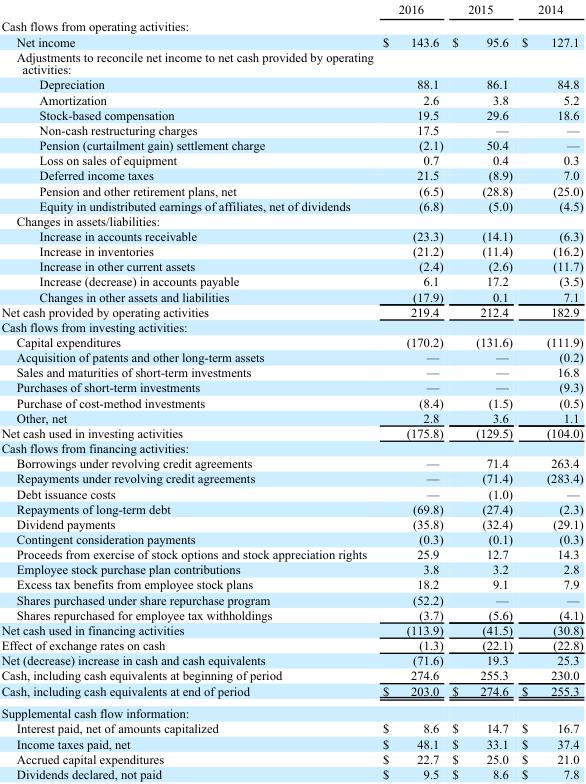 2016 2015 2014
Cash flows from operating activities:
Net income $ 143.6 $ 95.6 $ 127.1
Adjustments to reconcile net income to net cash provided by operating
activities:
Depreciation 88.1 86.1 84.8
Amortization 2.6 3.8 5.2
Stock-based compensation 19.5 29.6 18.6
Non-cash restructuring charges 17.5 — —
Pension (curtailment gain) settlement charge (2.1) 50.4 —
Loss on sales of equipment 0.7 0.4 0.3
Deferred income taxes 21.5 (8.9) 7.0
Pension and other retirement plans, net (6.5) (28.8) (25.0)
Equity in undistributed earnings of affiliates, net of dividends (6.8) (5.0) (4.5)
Changes in assets/liabilities:
Increase in accounts receivable (23.3) (14.1) (6.3)
Increase in inventories (21.2) (11.4) (16.2)
Increase in other current assets (2.4) (2.6) (11.7)
Increase (decrease) in accounts payable 6.1 17.2 (3.5)
Changes in other assets and liabilities (17.9) 0.1 7.1
Net cash provided by operating activities 219.4 212.4 182.9
Cash flows from investing activities:
Capital expenditures (170.2) (131.6) (111.9)
Acquisition of patents and other long-term assets — — (0.2)
Sales and maturities of short-term investments — — 16.8
Purchases of short-term investments — — (9.3)
Purchase of cost-method investments (8.4) (1.5) (0.5)
Other, net 2.8 3.6 1.1
Net cash used in investing activities (175.8) (129.5) (104.0)
Cash flows from financing activities:
Borrowings under revolving credit agreements — 71.4 263.4
Repayments under revolving credit agreements — (71.4) (283.4)
Debt issuance costs — (1.0) —
Repayments of long-term debt (69.8) (27.4) (2.3)
Dividend payments (35.8) (32.4) (29.1)
Contingent consideration payments (0.3) (0.1) (0.3)
Proceeds from exercise of stock options and stock appreciation rights 25.9 12.7 14.3
Employee stock purchase plan contributions 3.8 3.2 2.8
Excess tax benefits from employee stock plans 18.2 9.1 7.9
Shares purchased under share repurchase program (52.2) — —
Shares repurchased for employee tax withholdings (3.7) (5.6) (4.1)
Net cash used in financing activities (113.9) (41.5) (30.8)
Effect of exchange rates on cash (1.3) (22.1) (22.8)
Net (decrease) increase in cash and cash equivalents (71.6) 19.3 25.3
Cash, including cash equivalents at beginning of period 274.6 255.3 230.0
Cash, including cash equivalents at end of period $ 203.0 $ 274.6 $ 255.3
Supplemental cash flow information:
Interest paid, net of amounts capitalized $ 8.6 $ 14.7 $ 16.7
Income taxes paid, net $ 48.1 $ 33.1 $ 37.4
Accrued capital expenditures $ 22.7 $ 25.0 $ 21.0
Dividends declared, not paid $ 9.5 $ 8.6 $ 7.8